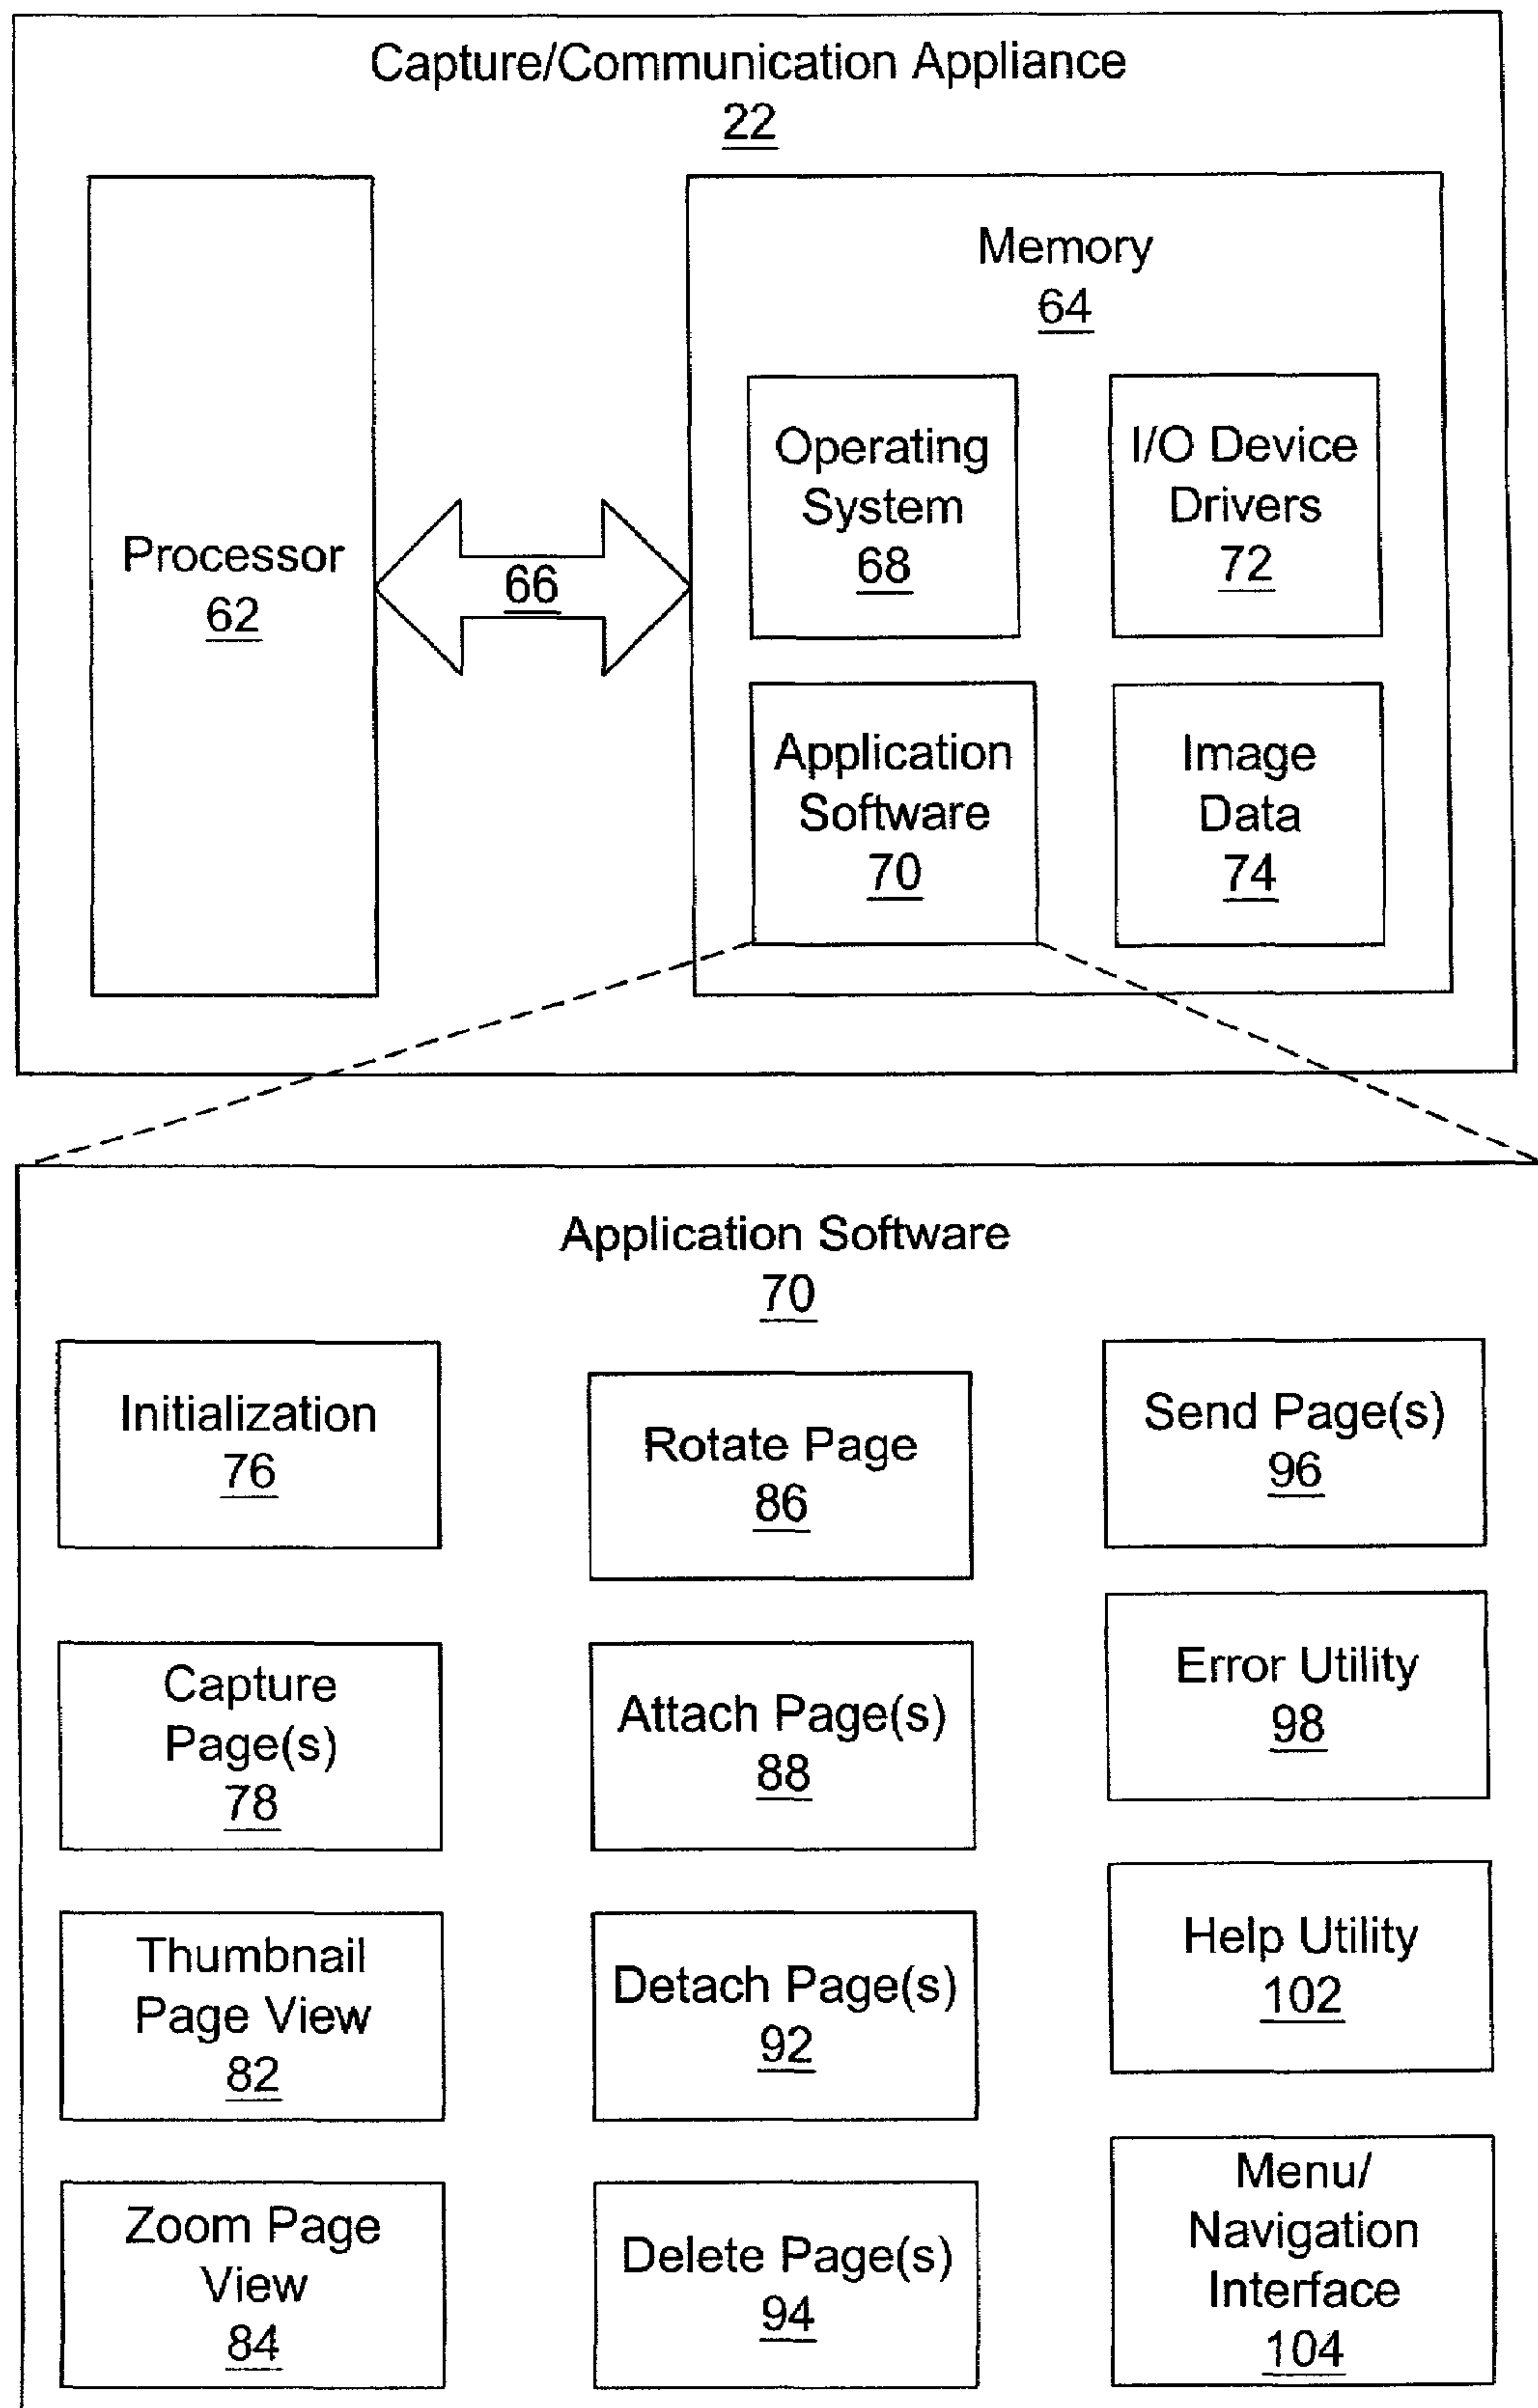 Capture/Communication Appliance
22
Processor
62
66
Memory
64
Operating
System
68
I/O Device
Drivers
72
Application
Software
70
Image
Data
74
Application Software
70
Initialization
76
Capture
Page(s)
78
Thumbnail
Page View
82
Zoom Page
View
84
Rotate Page
86
Attach Page(s)
88
Detach Page(s)
92
Delete Page(s)
94
Send Page(s)
96
Error Utility
98
Help Utility
102
Menu/
Navigation
Interface
104